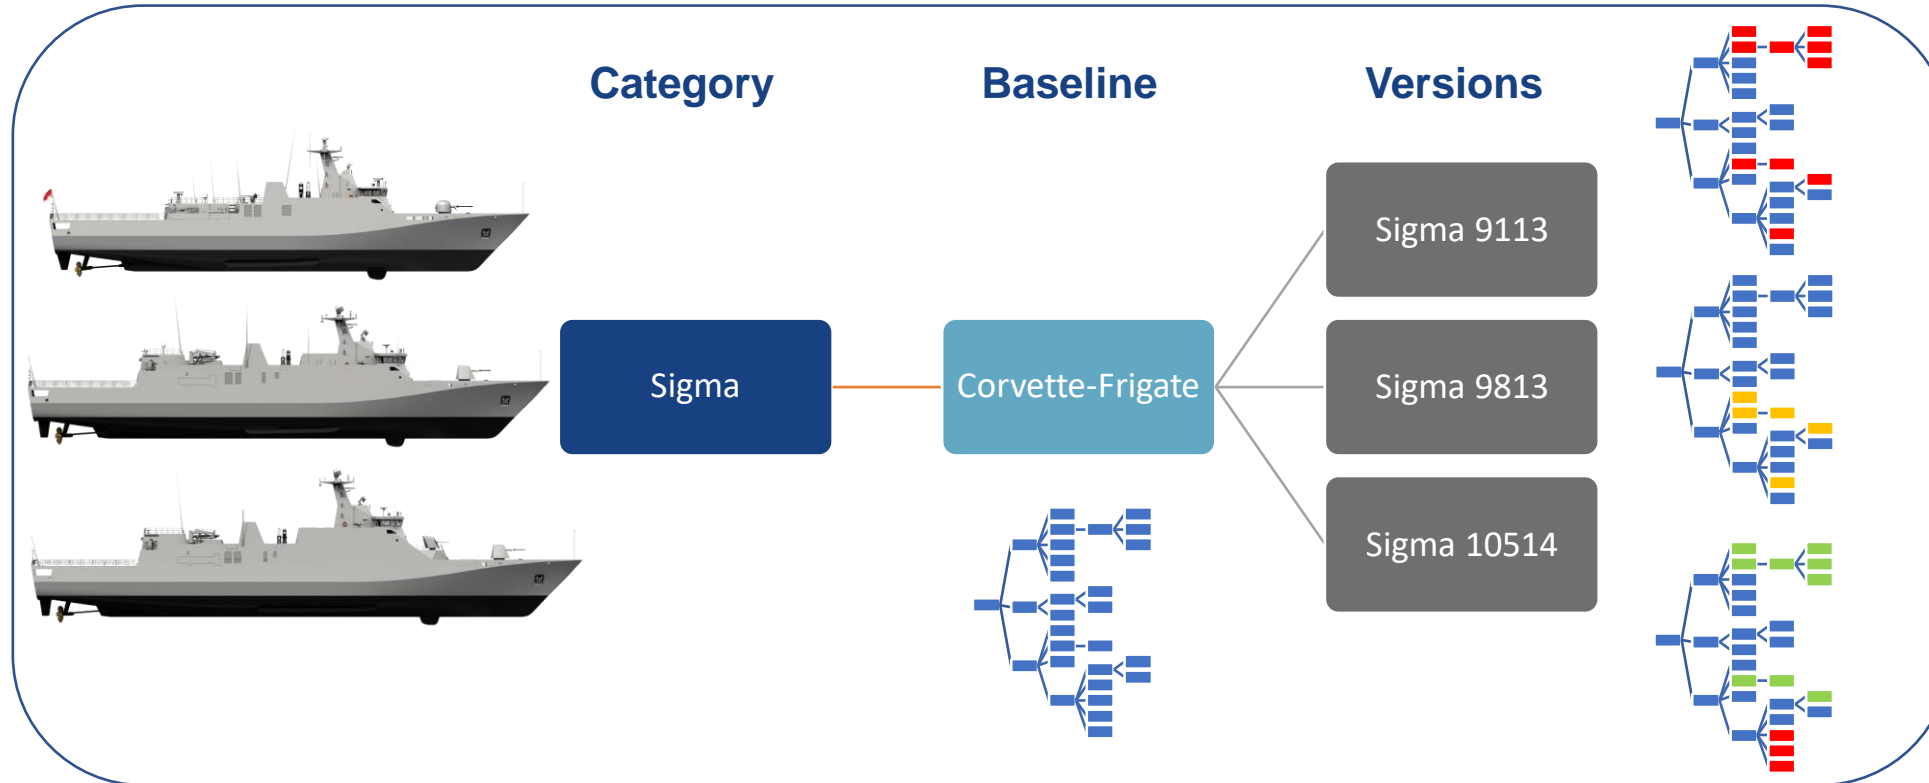 Category
Baseline
Versions
Sigma
Corvette-Frigate
Sigma 9113
Sigma 9813
Sigma 10514